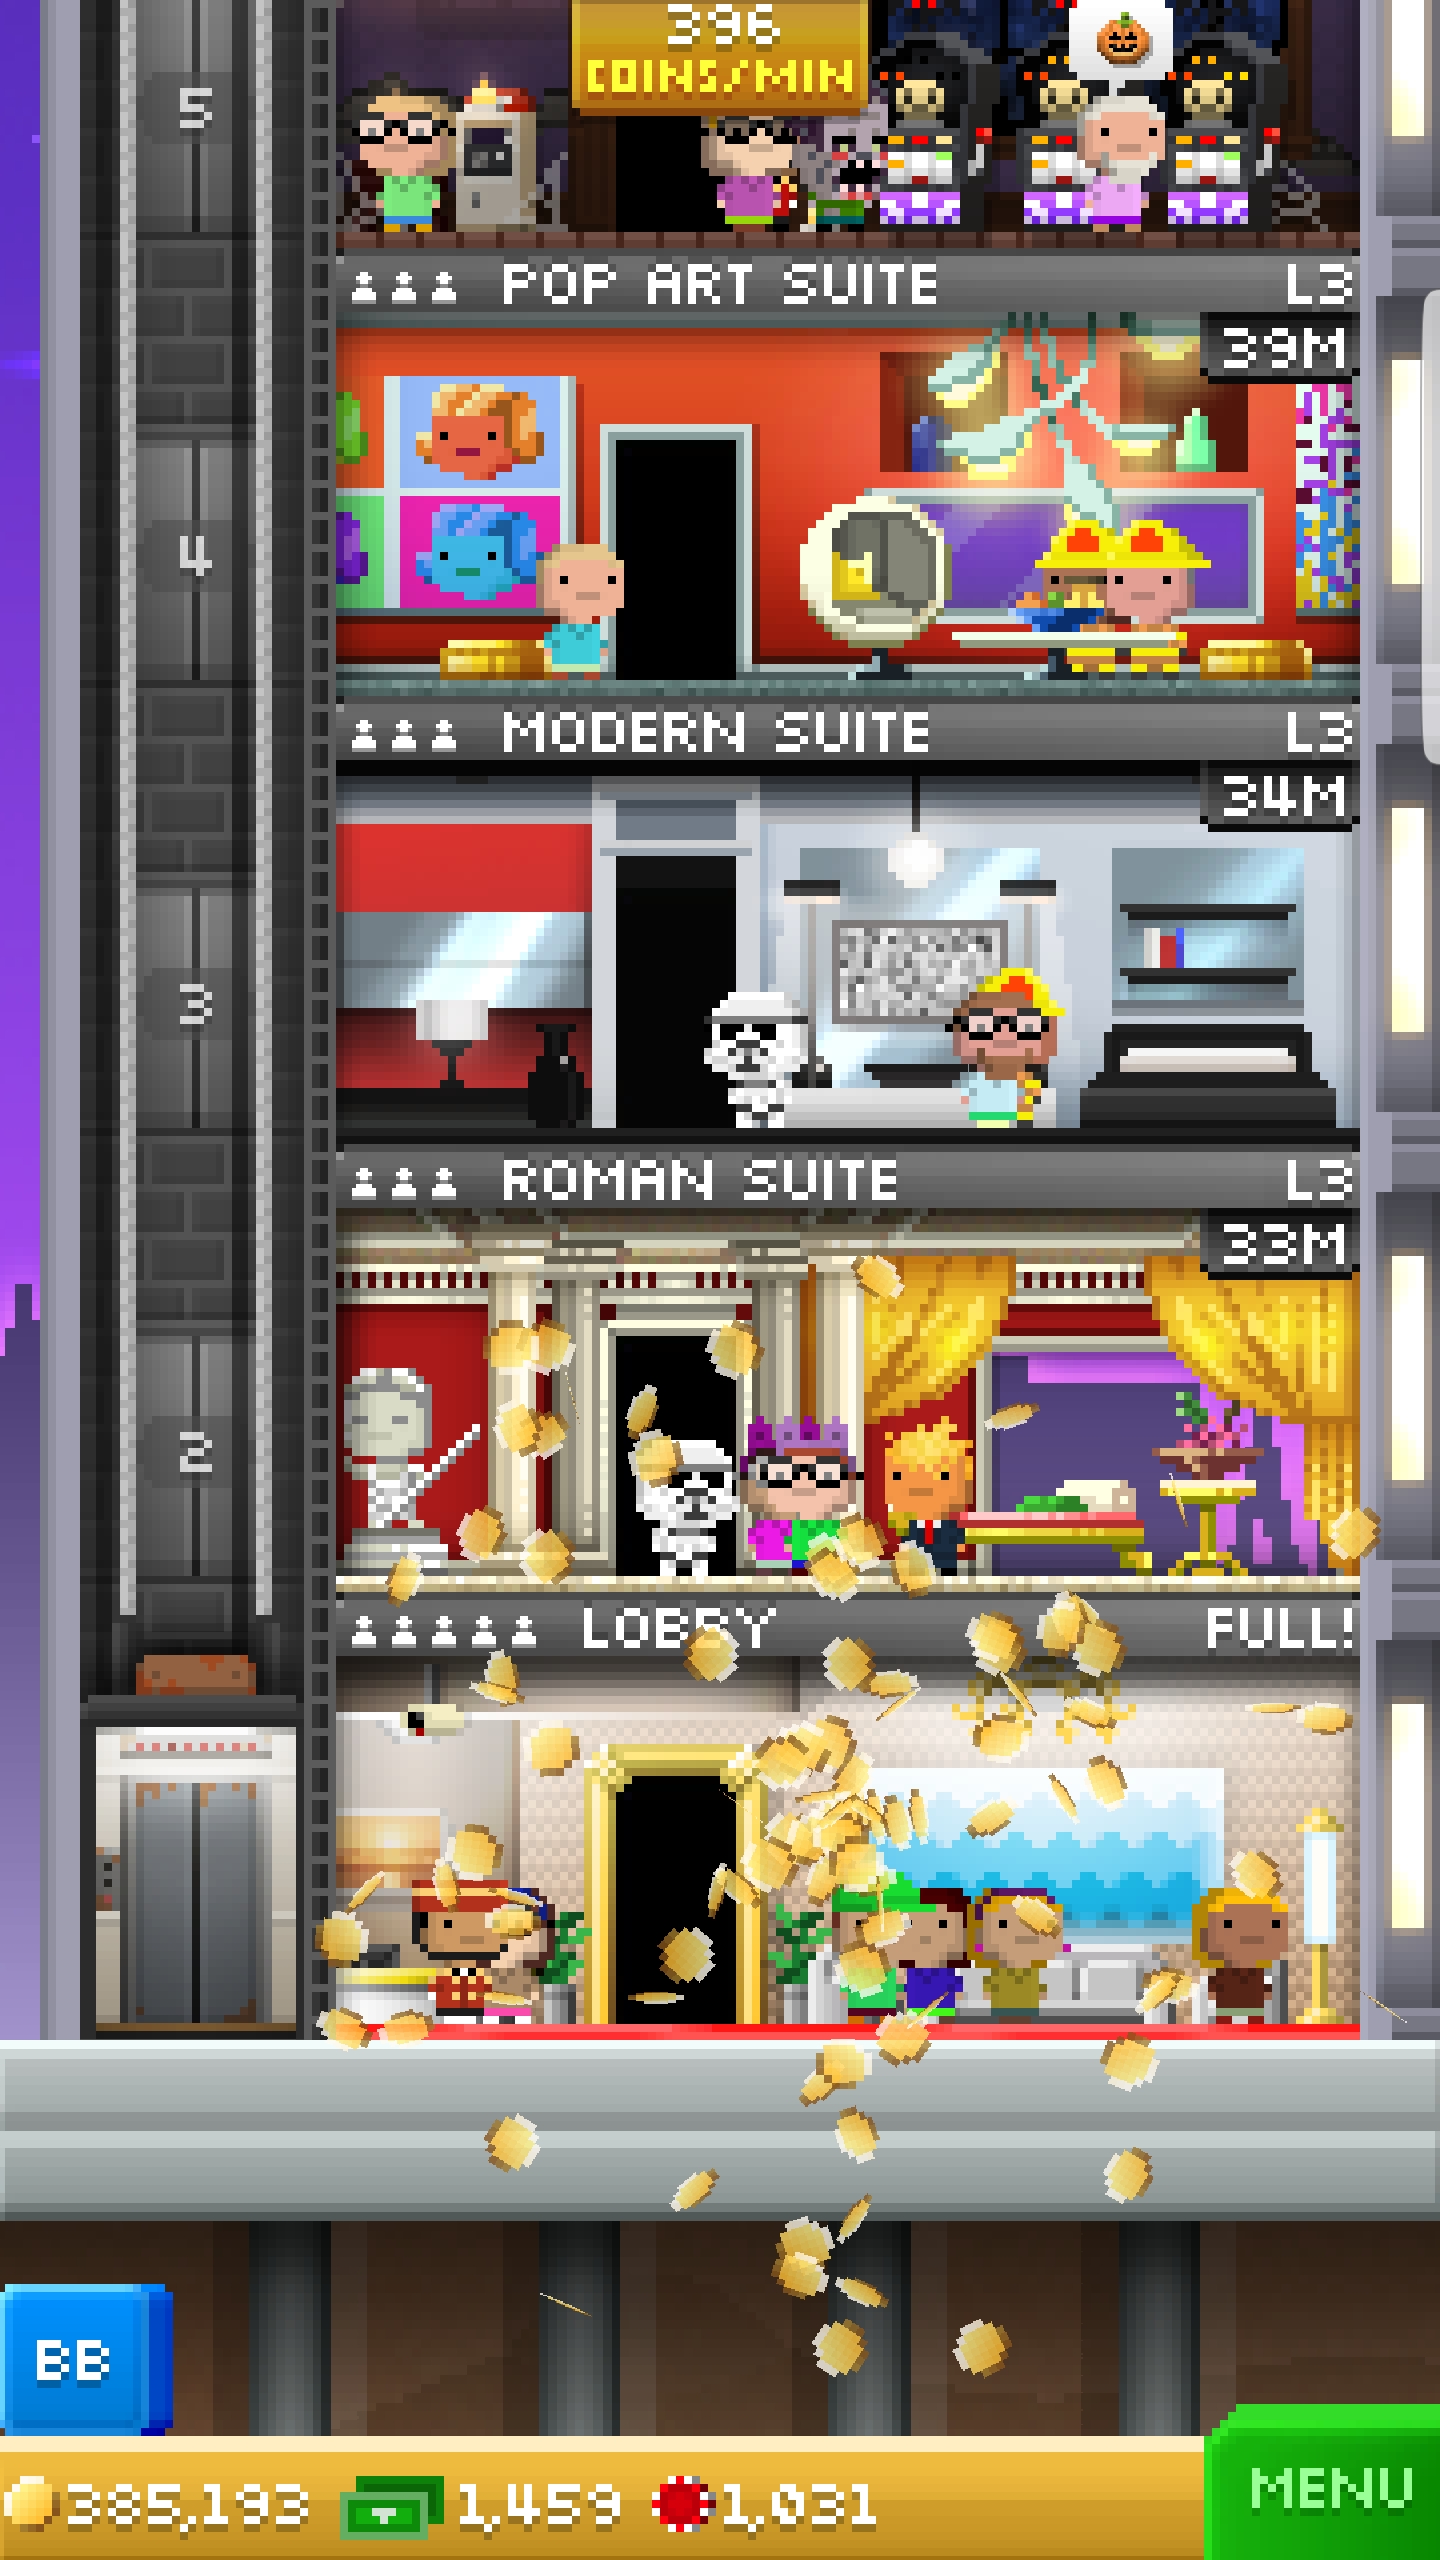 396
COINS/MIN
5
POP ART SUITE L3
39M
4
MODERN SUITE L3
34M
3
ROMAN SUITE L3
33M
2
LOBBY FULL!
BB
385,193 1,459 1,031
MENU